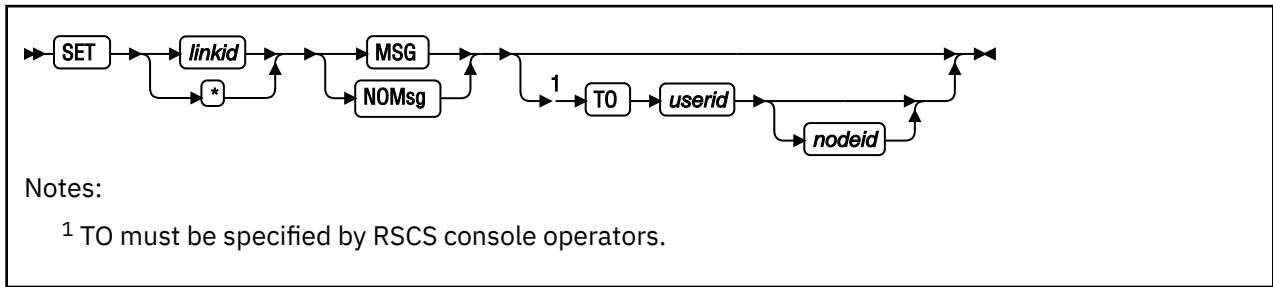 SET linkid MSG
* NOMsg 1 TO userid
nodeid
Notes:
1 TO must be specified by RSCS console operators.